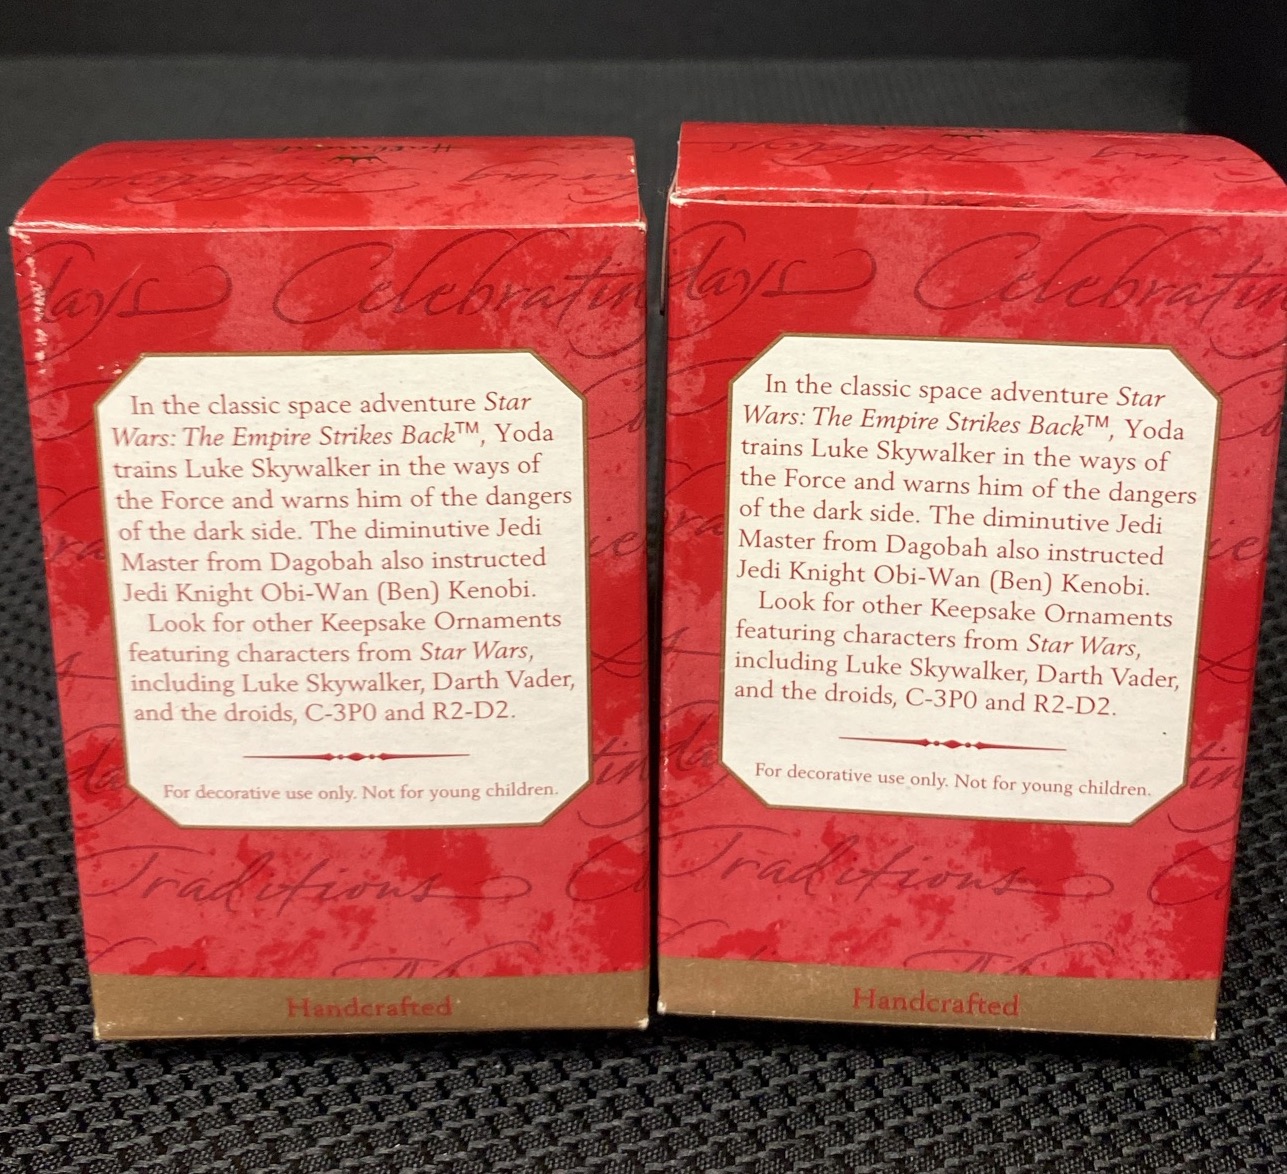 Hallmark
days Celebratin
In the classic space adventure Star
Wars: The Empire Strikes Back™, Yoda
trains Luke Skywalker in the ways of
the Force and warns him of the dangers
of the dark side. The diminutive Jedi
Master from Dagobah also instructed
Jedi Knight Obi-Wan (Ben) Kenobi.
Look for other Keepsake Ornaments
featuring characters from Star Wars,
including Luke Skywalker, Darth Vader,
and the droids, C-3P0 and R2-D2.
For decorative use only. Not for young children.
Traditions
Handcrafted
days Celebratin
In the classic space adventure Star
Wars: The Empire Strikes Back™, Yoda
trains Luke Skywalker in the ways of
the Force and warns him of the dangers
of the dark side. The diminutive Jedi
Master from Dagobah also instructed
Jedi Knight Obi-Wan (Ben) Kenobi.
Look for other Keepsake Ornaments
featuring characters from Star Wars,
including Luke Skywalker, Darth Vader,
and the droids, C-3P0 and R2-D2.
For decorative use only. Not for young children.
Traditions
Handcrafted